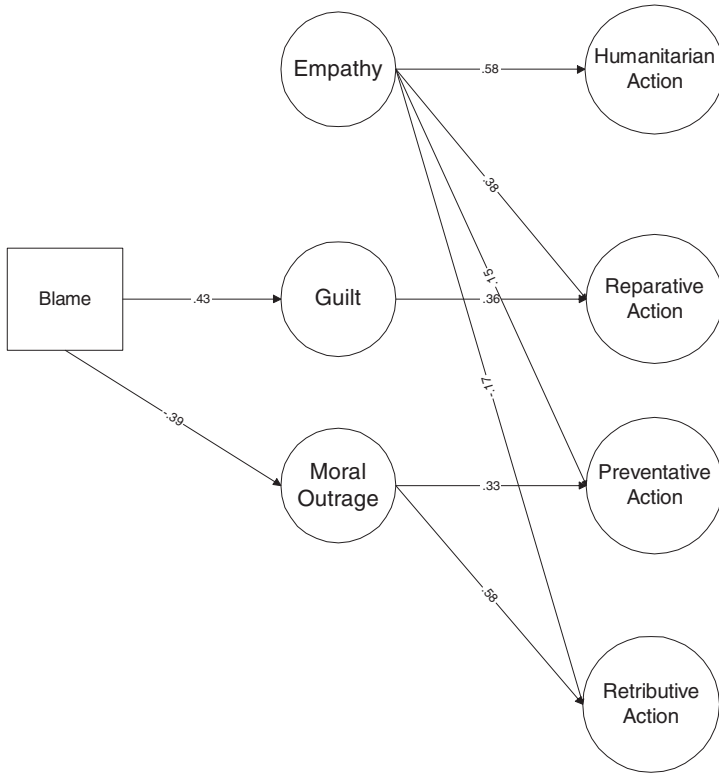 Empathy
.58
Humanitarian
Action
.38
.15
Blame
.43
Guilt
.36
Reparative
Action
-.17
-.39
Moral
Outrage
.33
Preventative
Action
.58
Retributive
Action